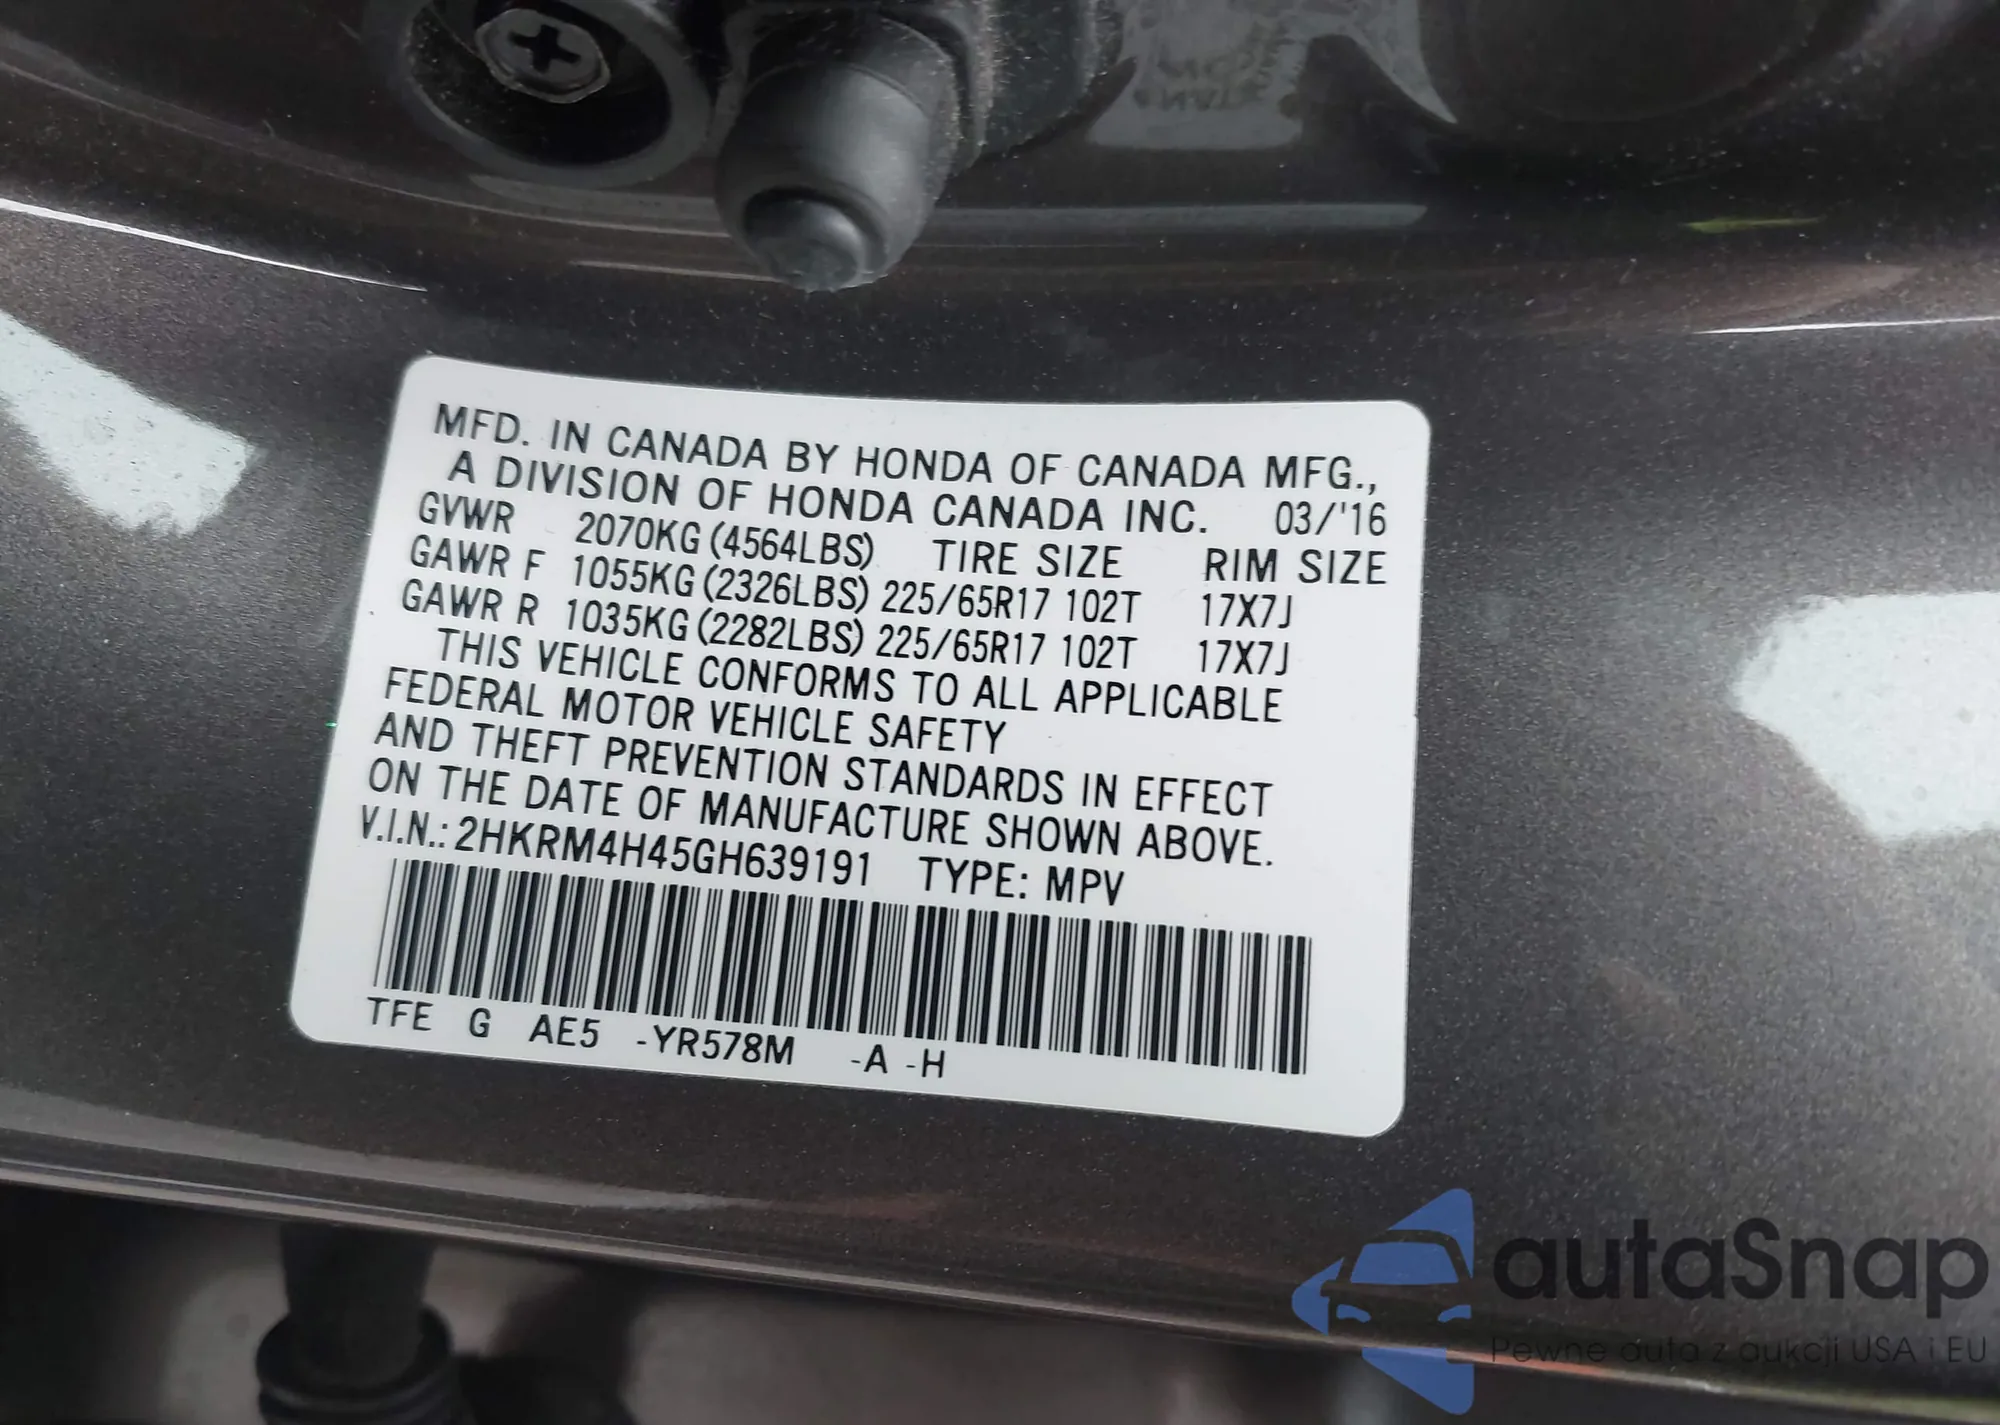 MFD. IN CANADA BY HONDA OF CANADA MFG.,
A DIVISION OF HONDA CANADA INC. 03/'16
GVWR 2070KG (4564LBS) TIRE SIZE RIM SIZE
GAWR F 1055KG (2326LBS) 225/65R17 102T 17X7J
GAWR R 1035KG (2282LBS) 225/65R17 102T 17X7J
THIS VEHICLE CONFORMS TO ALL APPLICABLE
FEDERAL MOTOR VEHICLE SAFETY
AND THEFT PREVENTION STANDARDS IN EFFECT
ON THE DATE OF MANUFACTURE SHOWN ABOVE.
V.I.N.: 2HKRM4H45GH639191 TYPE: MPV
TFE G AE5 -YR578M -A -H
autaSnap
Pewne auta z aukcji USA i EU